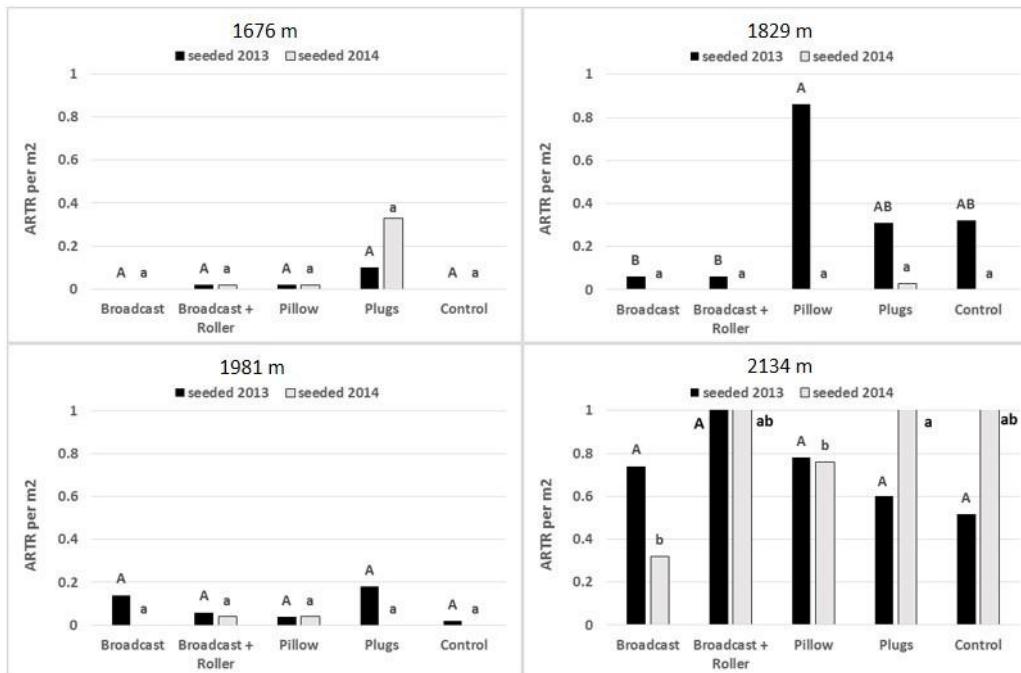 1676 m
seeded 2013 seeded 2014
ARTR per m2
1
0.8
0.6
0.4
0.2
0
A a
A a
A a
A a
A a
Broadcast Broadcast + Pillow Plugs Control
Roller
1829 m
seeded 2013 seeded 2014
ARTR per m2
1
0.8
0.6
0.4
0.2
0
B a
B a
A a
AB a
AB a
Broadcast Broadcast + Pillow Plugs Control
Roller
1981 m
seeded 2013 seeded 2014
ARTR per m2
1
0.8
0.6
0.4
0.2
0
A a
A a
A a
A a
A a
Broadcast Broadcast + Pillow Plugs Control
Roller
2134 m
seeded 2013 seeded 2014
ARTR per m2
1
0.8
0.6
0.4
0.2
0
A b
A ab
A b
A a
A ab
Broadcast Broadcast + Pillow Plugs Control
Roller